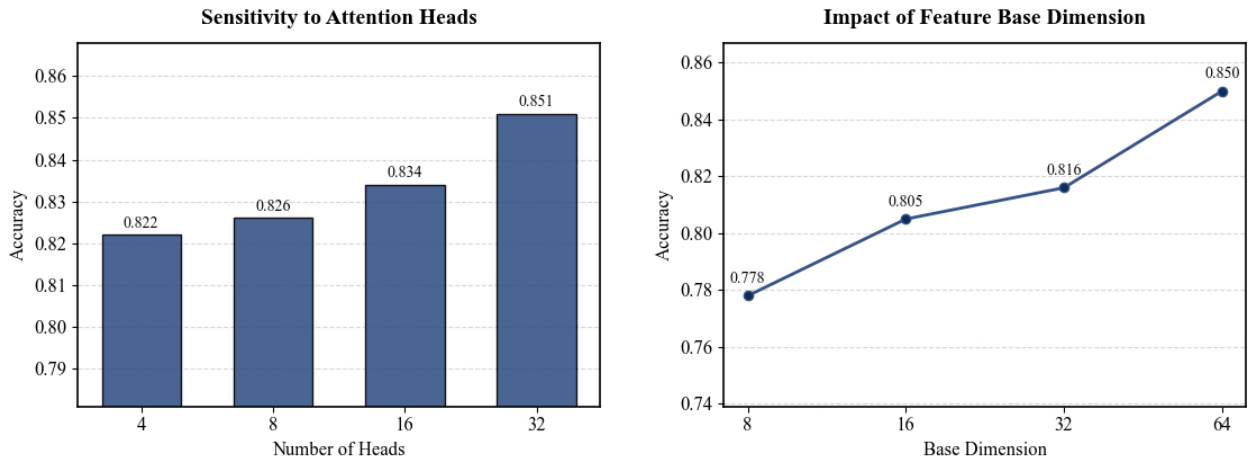 Sensitivity to Attention Heads
0.86
0.85
0.84
0.83
0.82
0.81
0.80
0.79
Accuracy
0.822
0.826
0.834
0.851
4 8 16 32
Number of Heads
Impact of Feature Base Dimension
0.86
0.84
0.82
0.80
0.78
0.76
0.74
Accuracy
0.778
0.805
0.816
0.850
8 16 32 64
Base Dimension